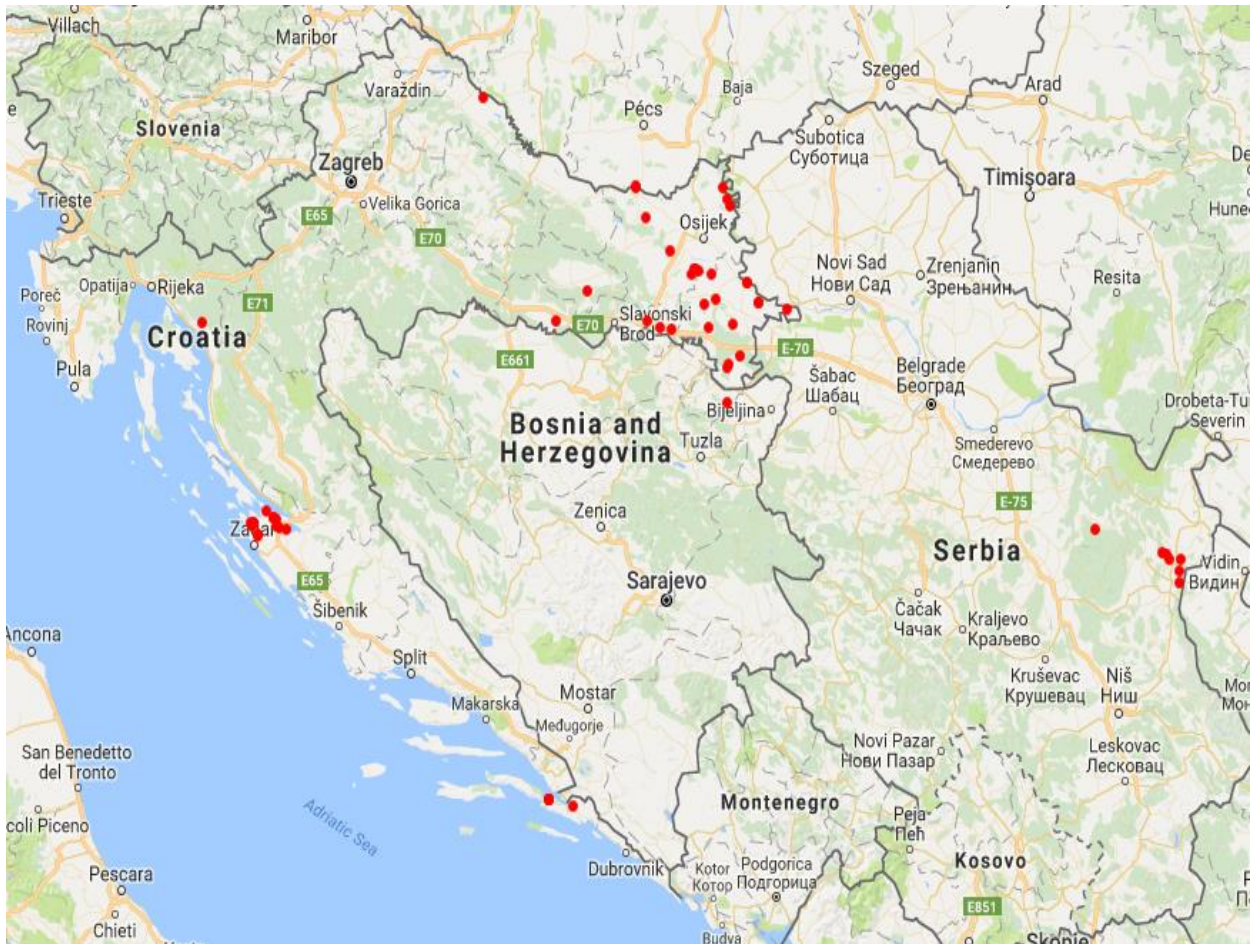 Villach
Maribor
Varaždin
Pécs
Baja
Szeged
Arad
Slovenia
Subotica
Суботица
Zagreb
Timișoara
Trieste
Velika Gorica
E65
E70
Osijek
Novi Sad
Нови Сад
Zrenjanin
Зрењанин
Resita
Opatija
Rijeka
E71
Poreč
Rovinj
Croatia
Slavonski
Brod
E70
E-70
Pula
E661
Belgrade
Београд
Šabac
Шабац
Bijeljina
Drobeta-Tu
Severin
Bosnia and
Herzegovina
Tuzla
Smederevo
Смедерево
E-75
Zenica
Serbia
Vidin
Видин
E65
Sarajevo
Čačak
Чачак
Kraljevo
Краљево
Šibenik
Ancona
Split
Kruševac
Крушевац
Niš
Ниш
Mostar
Makarska
Međugorje
San Benedetto
del Tronto
Novi Pazar
Нови Пазар
Leskovac
Лесковац
Adriatic Sea
Montenegro
Peja
Пећ
coli Piceno
Dubrovnik
Kotor
Котор
Podgorica
Подгорица
Kosovo
Pescara
Chieti
E851
Budva
Skopje